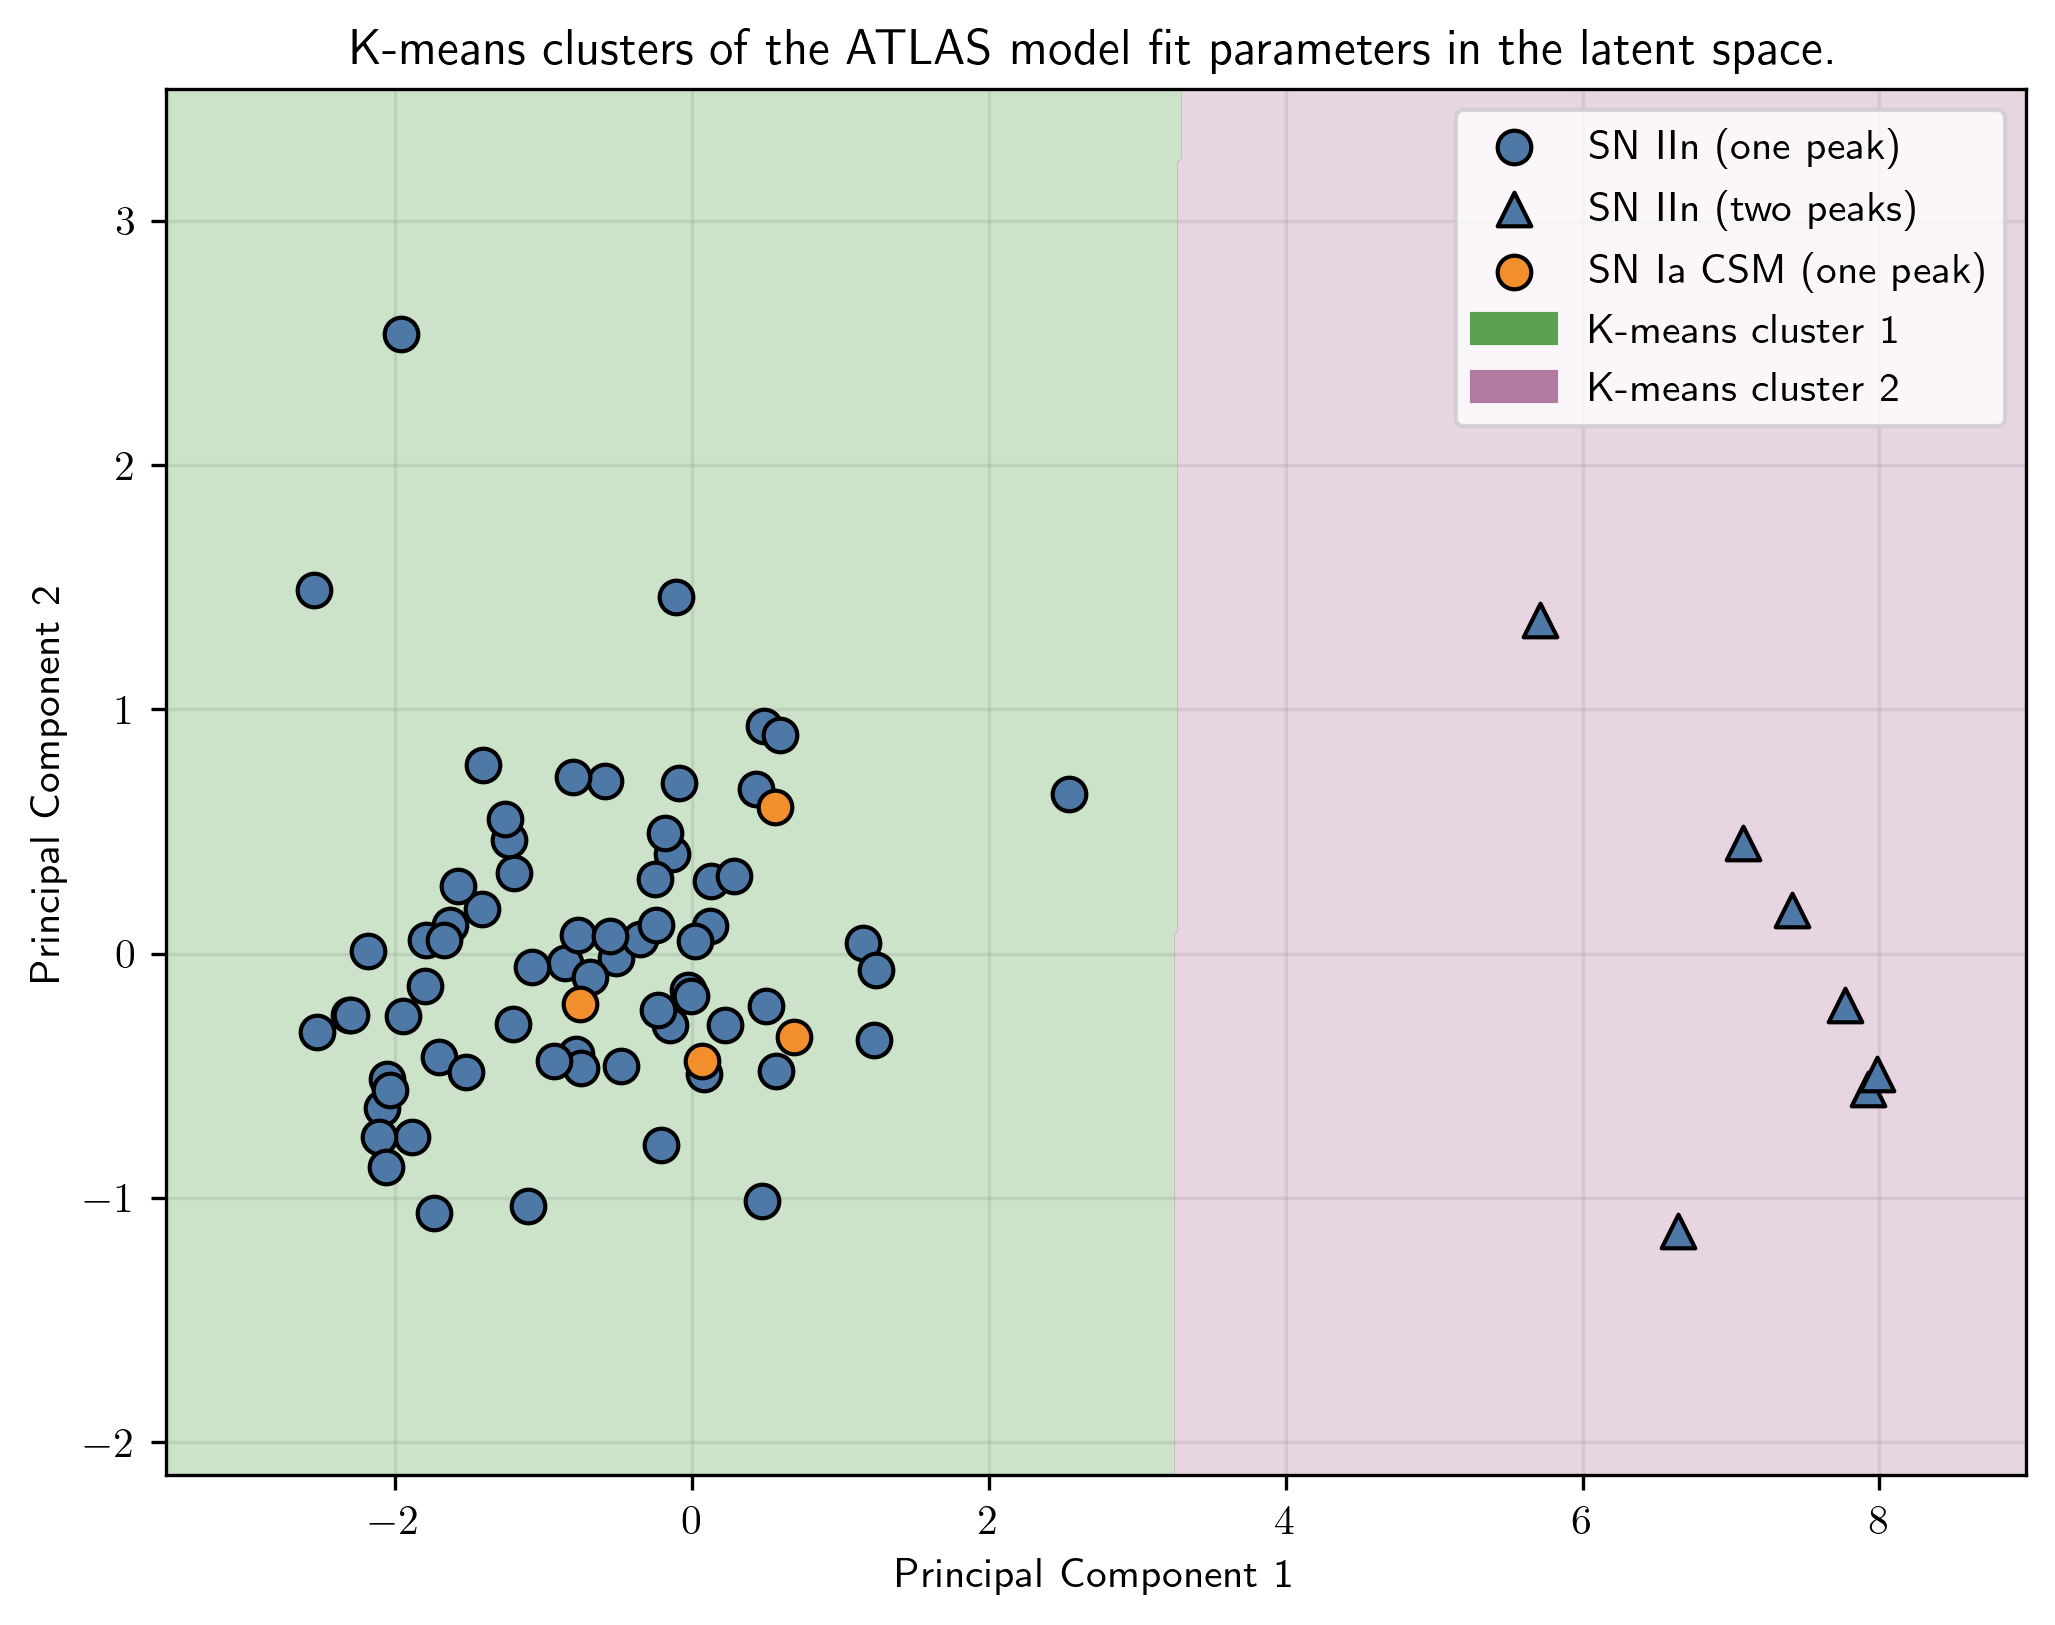 K-means clusters of the ATLAS model fit parameters in the latent space.
SN IIn (one peak)
SN IIn (two peaks)
SN Ia CSM (one peak)
K-means cluster 1
K-means cluster 2
Principal Component 2
3
2
1
0
−1
−2
−2 0 2 4 6 8
Principal Component 1